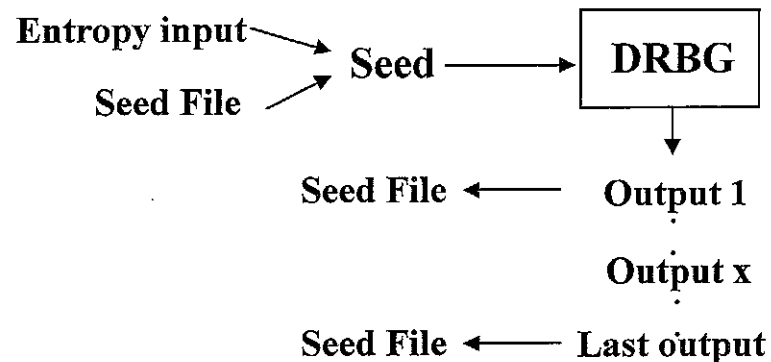 Entropy input
Seed
DRBG
Seed File
Seed File
Output 1
Output x
Seed File
Last output